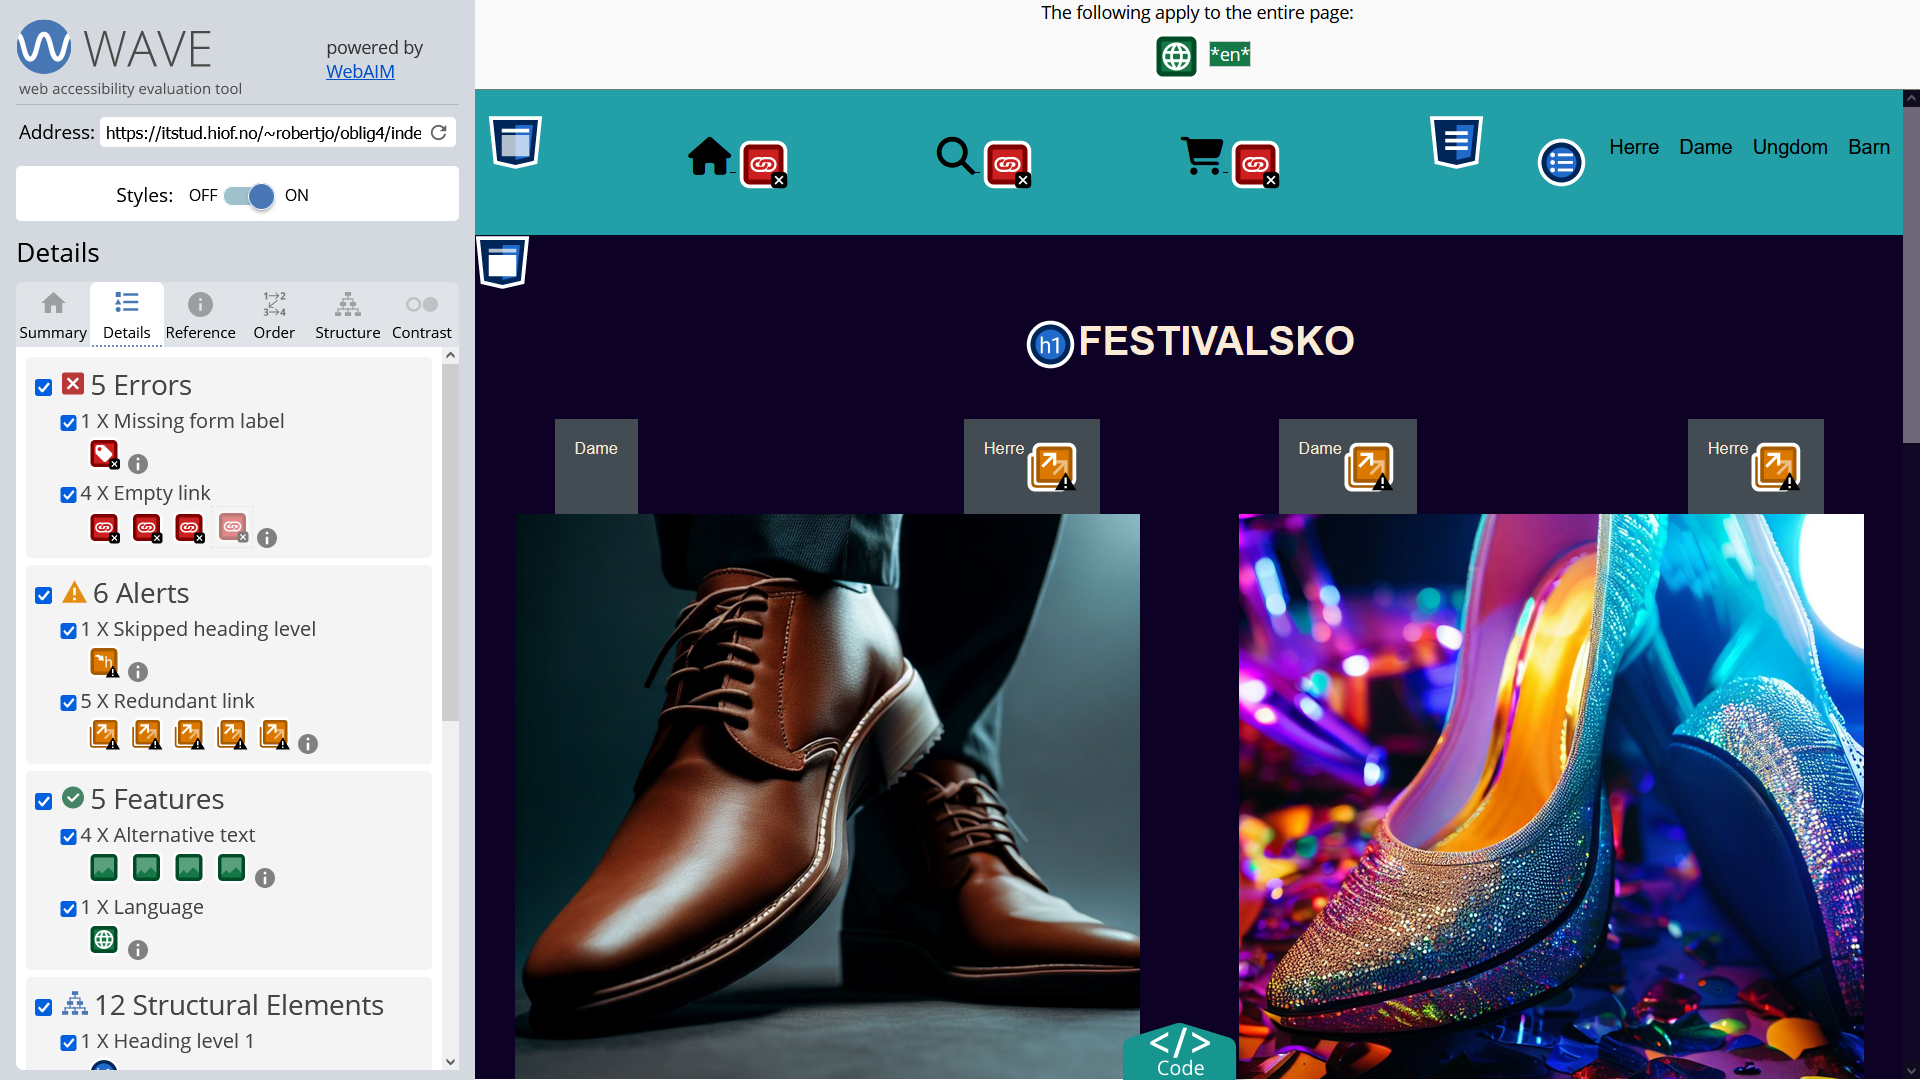 WAVE
powered by
WebAIM
web accessibility evaluation tool
Address: https://itstud.hiof.no/~robertjo/oblig4/inde
Styles: OFF ON
Details
Summary Details Reference Order Structure Contrast
5 Errors
1 X Missing form label
4 X Empty link
6 Alerts
1 X Skipped heading level
5 X Redundant link
5 Features
4 X Alternative text
1 X Language
12 Structural Elements
1 X Heading level 1
The following apply to the entire page:
*en*
Herre Dame Ungdom Barn
h1 FESTIVALSKO
Dame Herre Dame Herre
</> Code